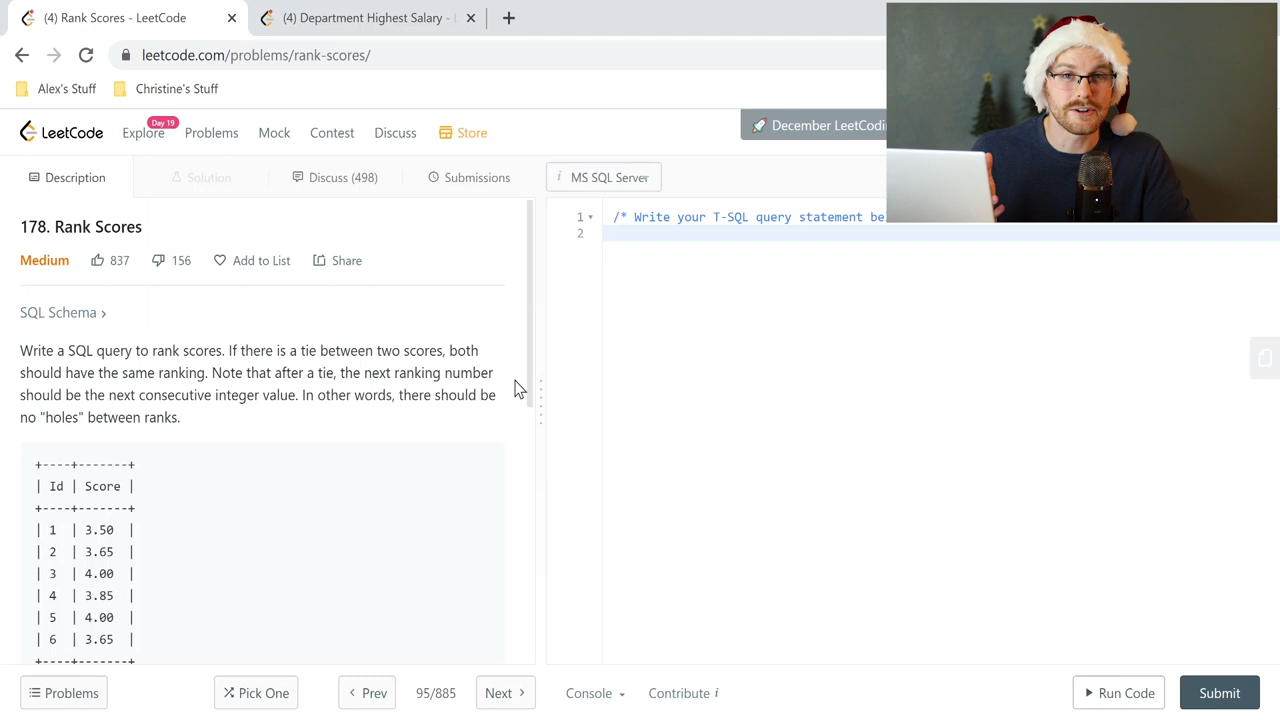 (4) Rank Scores - LeetCode
(4) Department Highest Salary -
leetcode.com/problems/rank-scores/
Alex's Stuff Christine's Stuff
LeetCode Explore Day 19 Problems Mock Contest Discuss Store
December LeetCodi
Description Solution Discuss (498) Submissions
i MS SQL Server
178. Rank Scores
Medium 837 156 Add to List Share
SQL Schema >
Write a SQL query to rank scores. If there is a tie between two scores, both
should have the same ranking. Note that after a tie, the next ranking number
should be the next consecutive integer value. In other words, there should be
no "holes" between ranks.
+----+-------+
| Id | Score |
+----+-------+
| 1 | 3.50 |
| 2 | 3.65 |
| 3 | 4.00 |
| 4 | 3.85 |
| 5 | 4.00 |
| 6 | 3.65 |
+----+-------+
1 /* Write your T-SQL query statement be
2
Problems Pick One < Prev 95/885 Next > Console Contribute i Run Code Submit